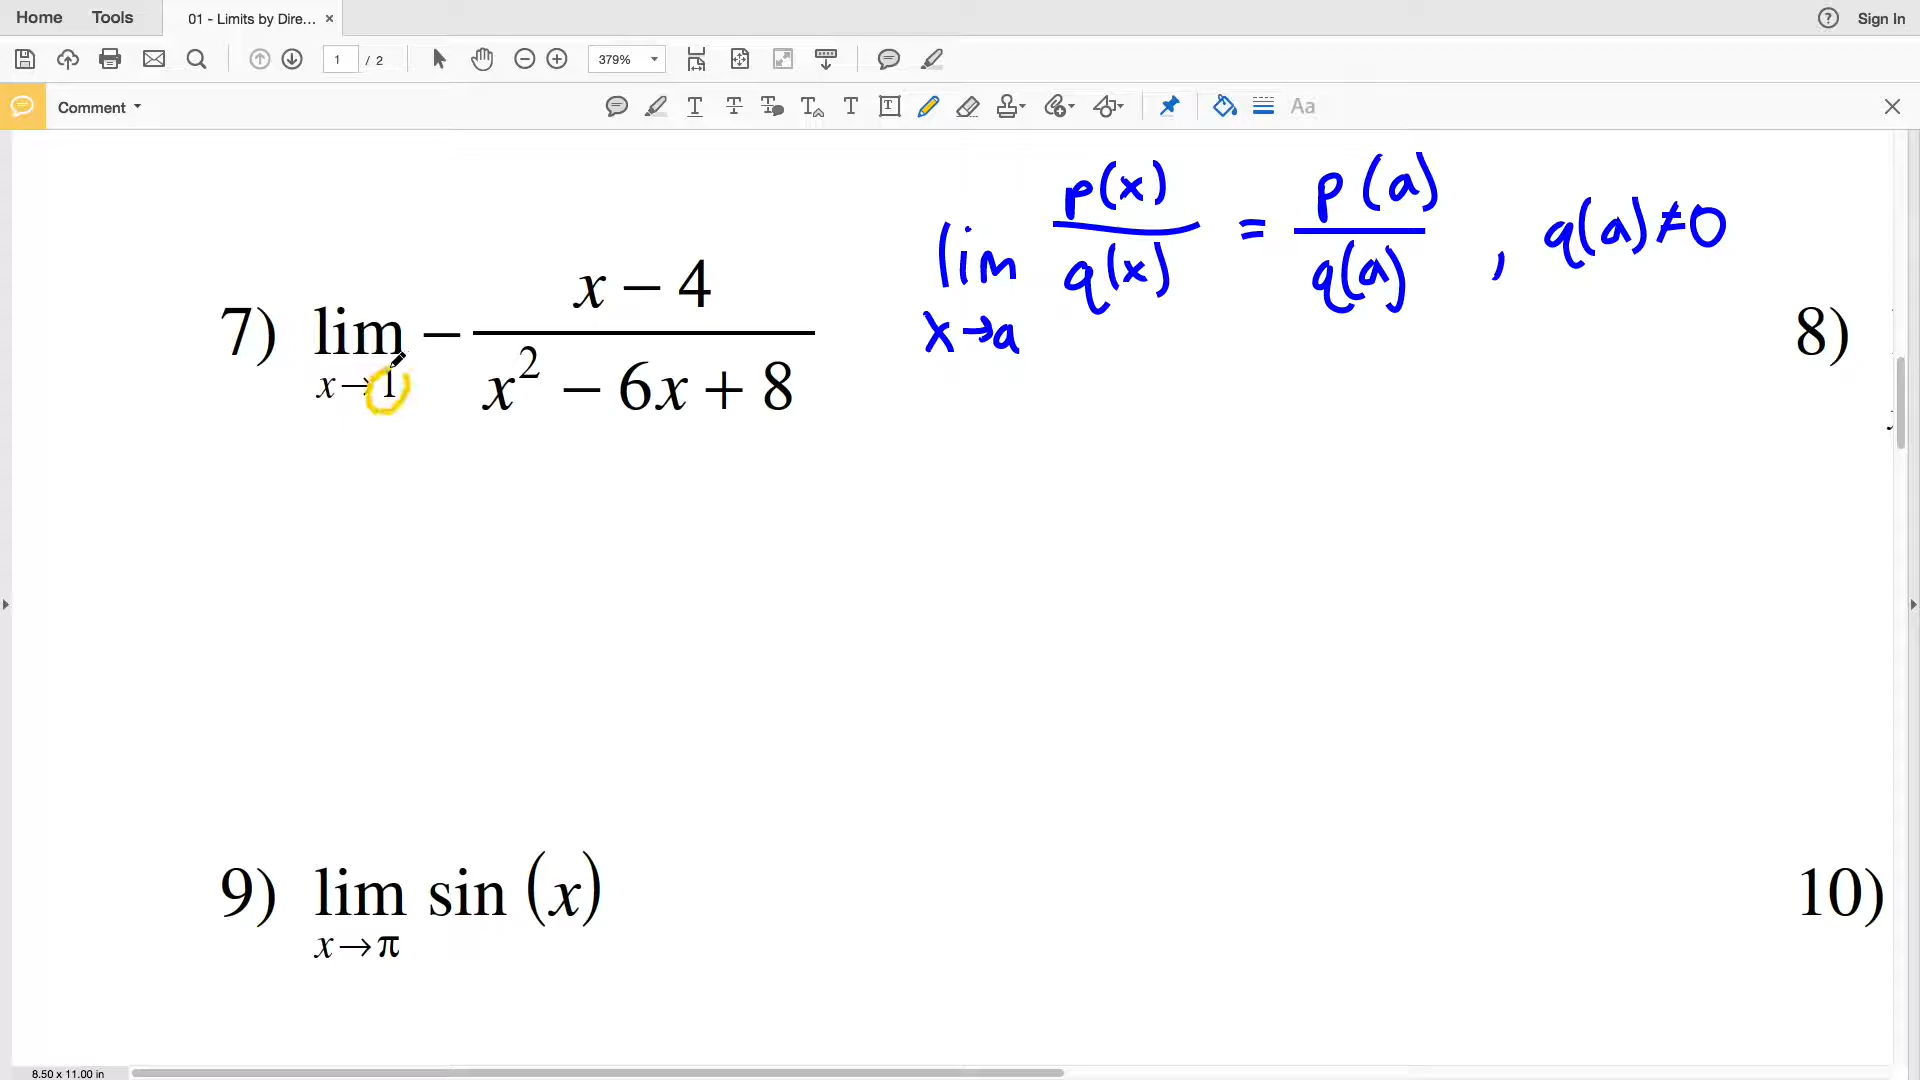 Home Tools 01 - Limits by Dire... × ? Sign In
1 / 2 379%
Comment T T T T T T Aa
lim x→a p(x)/q(x) = p(a)/q(a) , q(a)≠0
7) lim x→1 − (x − 4)/(x² − 6x + 8)
8)
9) lim x→π sin (x)
10)
8.50 x 11.00 in